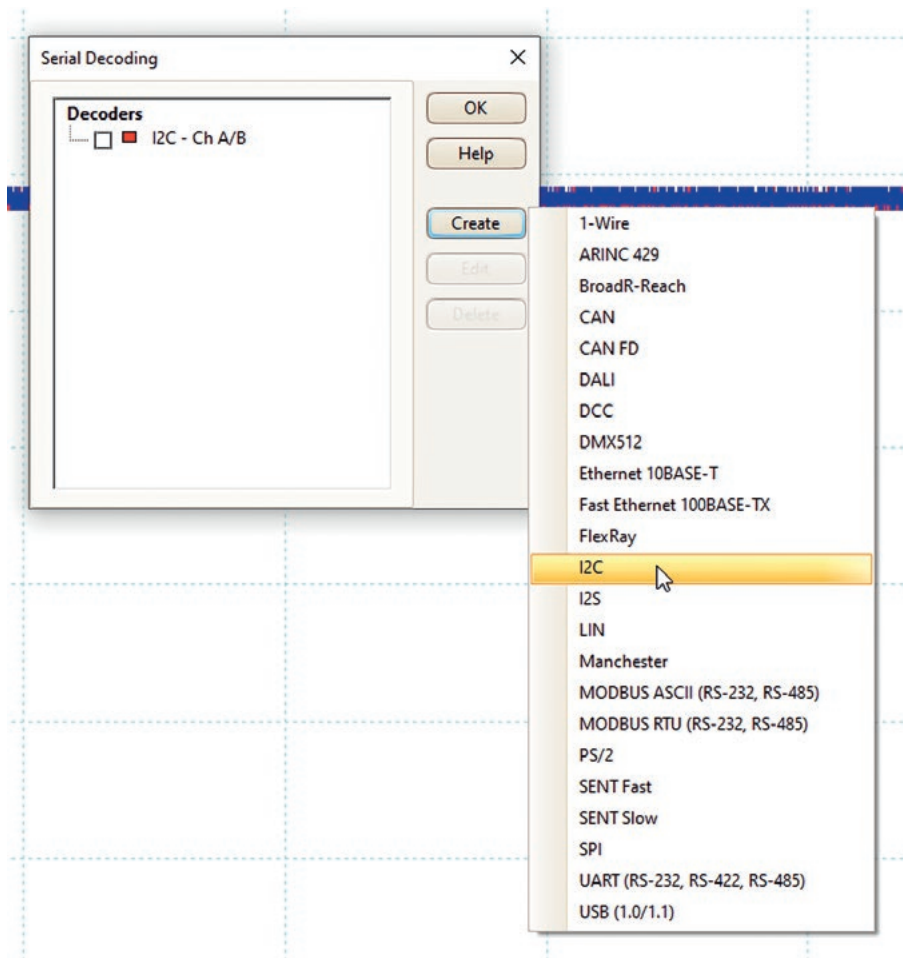 Serial Decoding
Decoders
I2C - Ch A/B
OK
Help
Create
Edit
Delete
1-Wire
ARINC 429
BroadR-Reach
CAN
CAN FD
DALI
DCC
DMX512
Ethernet 10BASE-T
Fast Ethernet 100BASE-TX
FlexRay
I2C
I2S
LIN
Manchester
MODBUS ASCII (RS-232, RS-485)
MODBUS RTU (RS-232, RS-485)
PS/2
SENT Fast
SENT Slow
SPI
UART (RS-232, RS-422, RS-485)
USB (1.0/1.1)